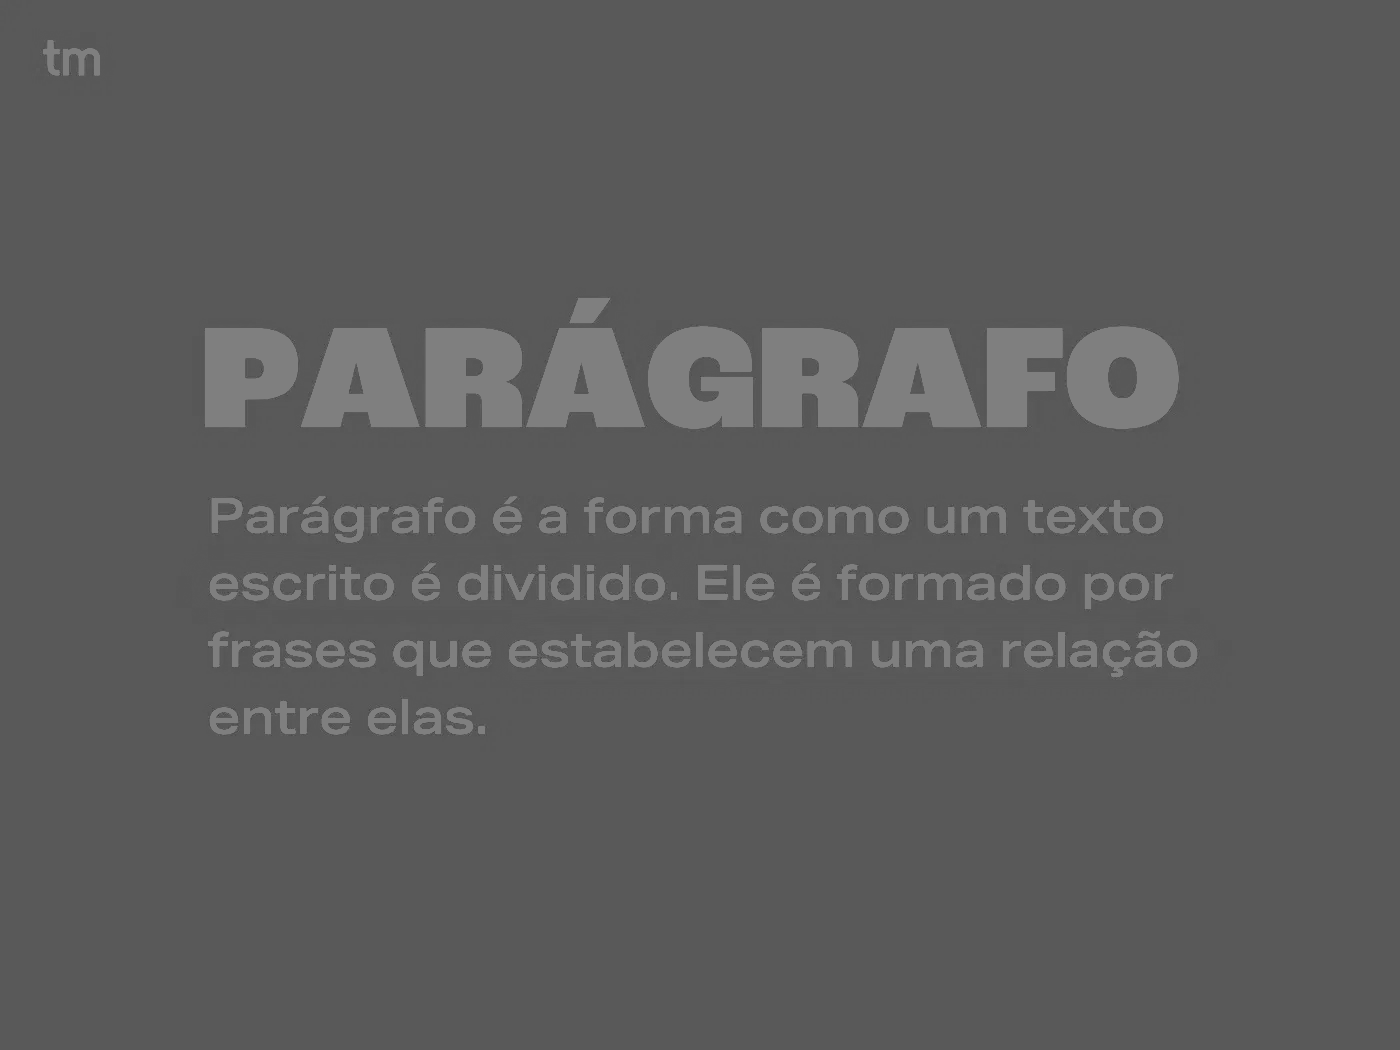 tm
PARÁGRAFO
Parágrafo é a forma como um texto
escrito é dividido. Ele é formado por
frases que estabelecem uma relação
entre elas.